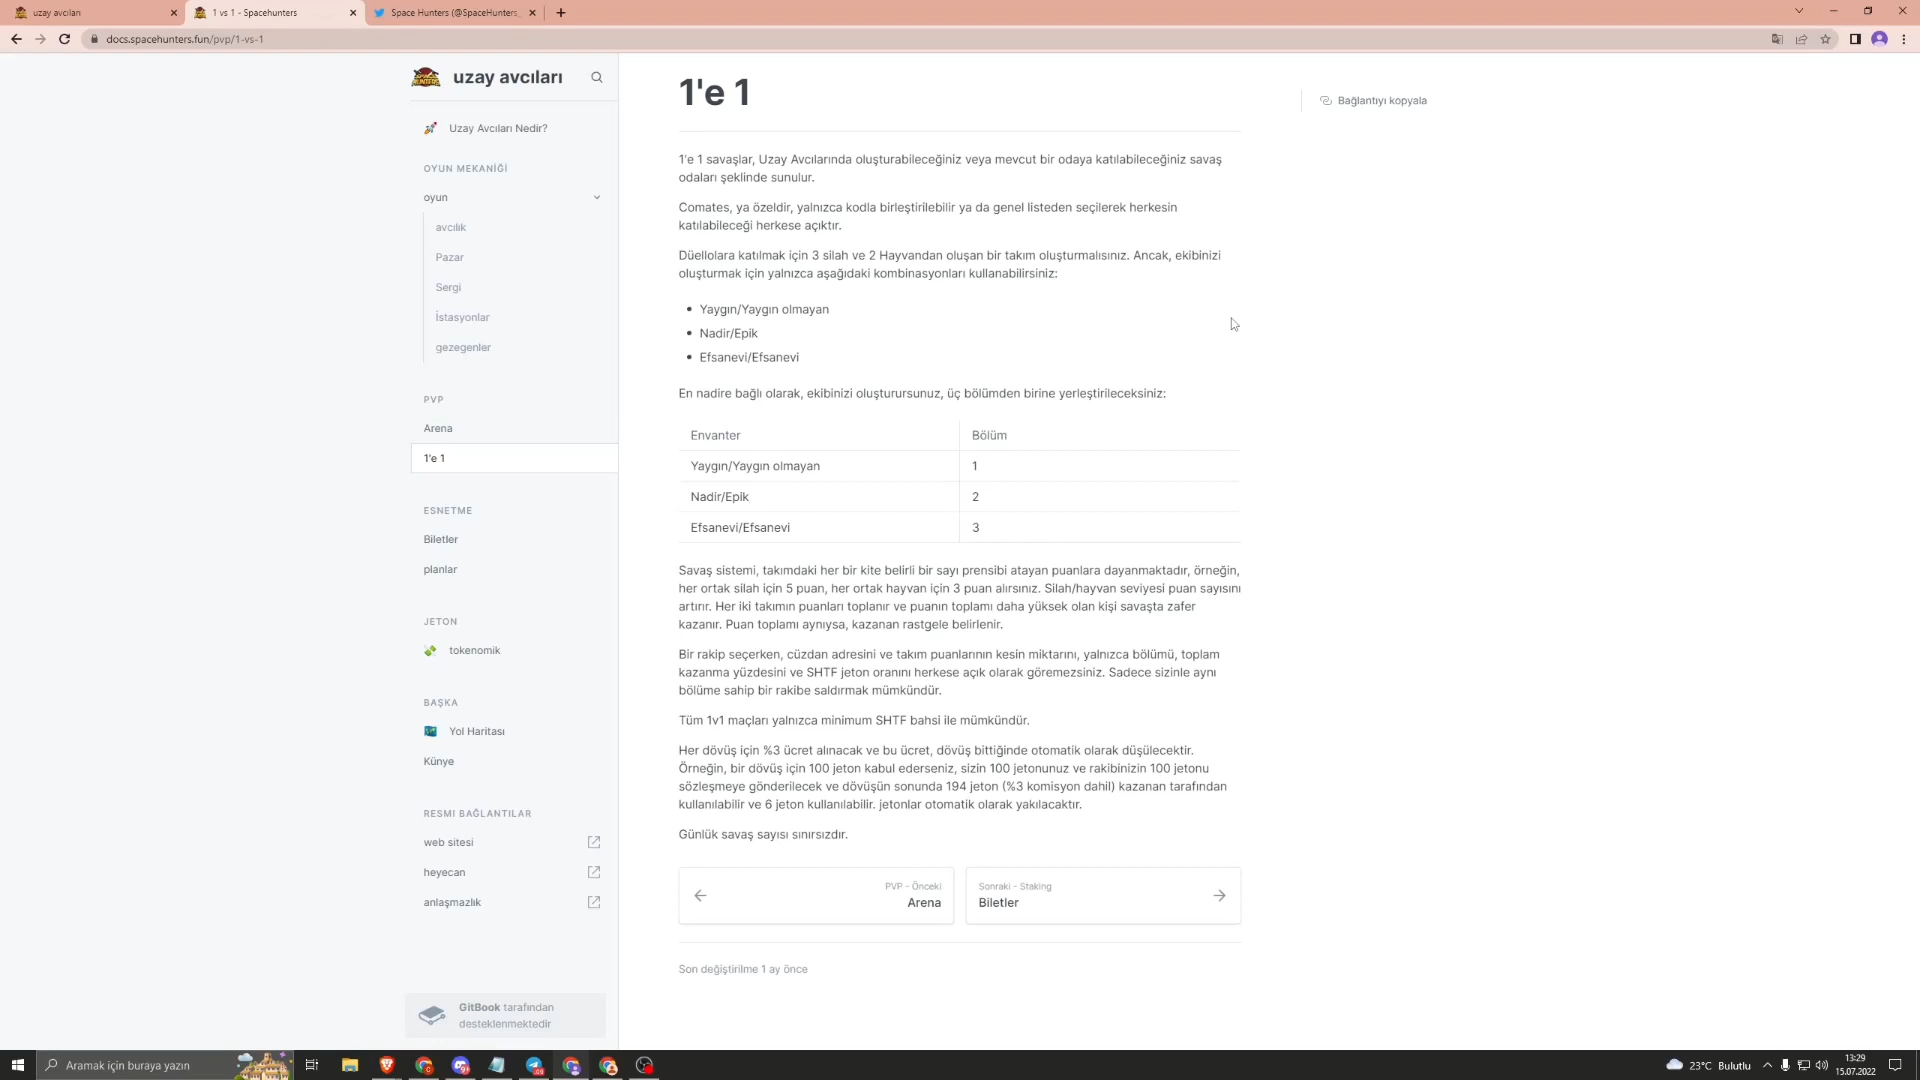 uzay avcıları
1 vs 1 - Spacehunters
Space Hunters (@SpaceHunters_
docs.spacehunters.fun/pvp/1-vs-1
uzay avcıları
Uzay Avcıları Nedir?
OYUN MEKANİĞİ
oyun
avcılık
Pazar
Sergi
İstasyonlar
gezegenler
PVP
Arena
1'e 1
ESNETME
Biletler
planlar
JETON
tokenomik
BAŞKA
Yol Haritası
Künye
RESMI BAĞLANTILAR
web sitesi
heyecan
anlaşmazlık
GitBook tarafından
desteklenmektedir
1'e 1
Bağlantıyı kopyala
1'e 1 savaşlar, Uzay Avcılarında oluşturabileceğiniz veya mevcut bir odaya katılabileceğiniz savaş
odaları şeklinde sunulur.
Comates, ya özeldir, yalnızca kodla birleştirilebilir ya da genel listeden seçilerek herkesin
katılabileceği herkese açıktır.
Düellolara katılmak için 3 silah ve 2 Hayvandan oluşan bir takım oluşturmalısınız. Ancak, ekibinizi
oluşturmak için yalnızca aşağıdaki kombinasyonları kullanabilirsiniz:
• Yaygın/Yaygın olmayan
• Nadir/Epik
• Efsanevi/Efsanevi
En nadire bağlı olarak, ekibinizi oluşturursunuz, üç bölümden birine yerleştirileceksiniz:
Envanter Bölüm
Yaygın/Yaygın olmayan 1
Nadir/Epik 2
Efsanevi/Efsanevi 3
Savaş sistemi, takımdaki her bir kite belirli bir sayı prensibi atayan puanlara dayanmaktadır, örneğin,
her ortak silah için 5 puan, her ortak hayvan için 3 puan alırsınız. Silah/hayvan seviyesi puan sayısını
artırır. Her iki takımın puanları toplanır ve puanın toplamı daha yüksek olan kişi savaşta zafer
kazanır. Puan toplamı aynıysa, kazanan rastgele belirlenir.
Bir rakip seçerken, cüzdan adresini ve takım puanlarının kesin miktarını, yalnızca bölümü, toplam
kazanma yüzdesini ve SHTF jeton oranını herkese açık olarak göremezsiniz. Sadece sizinle aynı
bölüme sahip bir rakibe saldırmak mümkündür.
Tüm 1v1 maçları yalnızca minimum SHTF bahsi ile mümkündür.
Her dövüş için %3 ücret alınacak ve bu ücret, dövüş bittiğinde otomatik olarak düşülecektir.
Örneğin, bir dövüş için 100 jeton kabul ederseniz, sizin 100 jetonunuz ve rakibinizin 100 jetonu
sözleşmeye gönderilecek ve dövüşün sonunda 194 jeton (%3 komisyon dahil) kazanan tarafından
kullanılabilir ve 6 jeton kullanılabilir. jetonlar otomatik olarak yakılacaktır.
Günlük savaş sayısı sınırsızdır.
PVP - Önceki
Arena
Sonraki - Staking
Biletler
Son değiştirilme 1 ay önce
Aramak için buraya yazın
23°C Bulutlu
13:29
15.07.2022